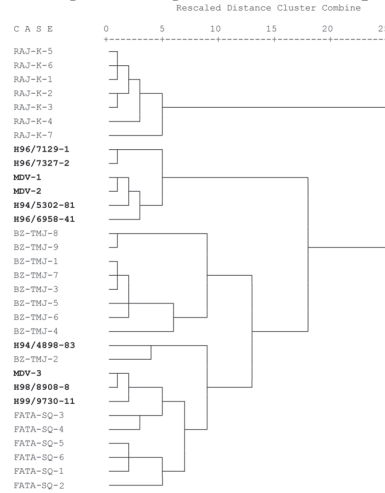 Rescaled Distance Cluster Combine
C A S E 0 5 10 15 20
RAJ-K-5
RAJ-K-6
RAJ-K-1
RAJ-K-2
RAJ-K-3
RAJ-K-4
RAJ-K-7
H96/7129-1
H96/7327-2
MDV-1
MDV-2
H94/5302-81
H96/6958-41
BZ-TMJ-8
BZ-TMJ-9
BZ-TMJ-1
BZ-TMJ-7
BZ-TMJ-3
BZ-TMJ-5
BZ-TMJ-6
BZ-TMJ-4
H94/4898-83
BZ-TMJ-2
MDV-3
H98/8908-8
H99/9730-11
FATA-SQ-3
FATA-SQ-4
FATA-SQ-5
FATA-SQ-6
FATA-SQ-1
FATA-SQ-2